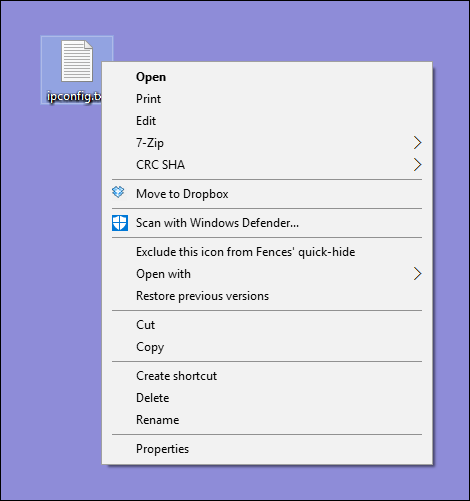 ipconfig.tx
Open
Print
Edit
7-Zip
CRC SHA
Move to Dropbox
Scan with Windows Defender...
Exclude this icon from Fences' quick-hide
Open with
Restore previous versions
Cut
Copy
Create shortcut
Delete
Rename
Properties